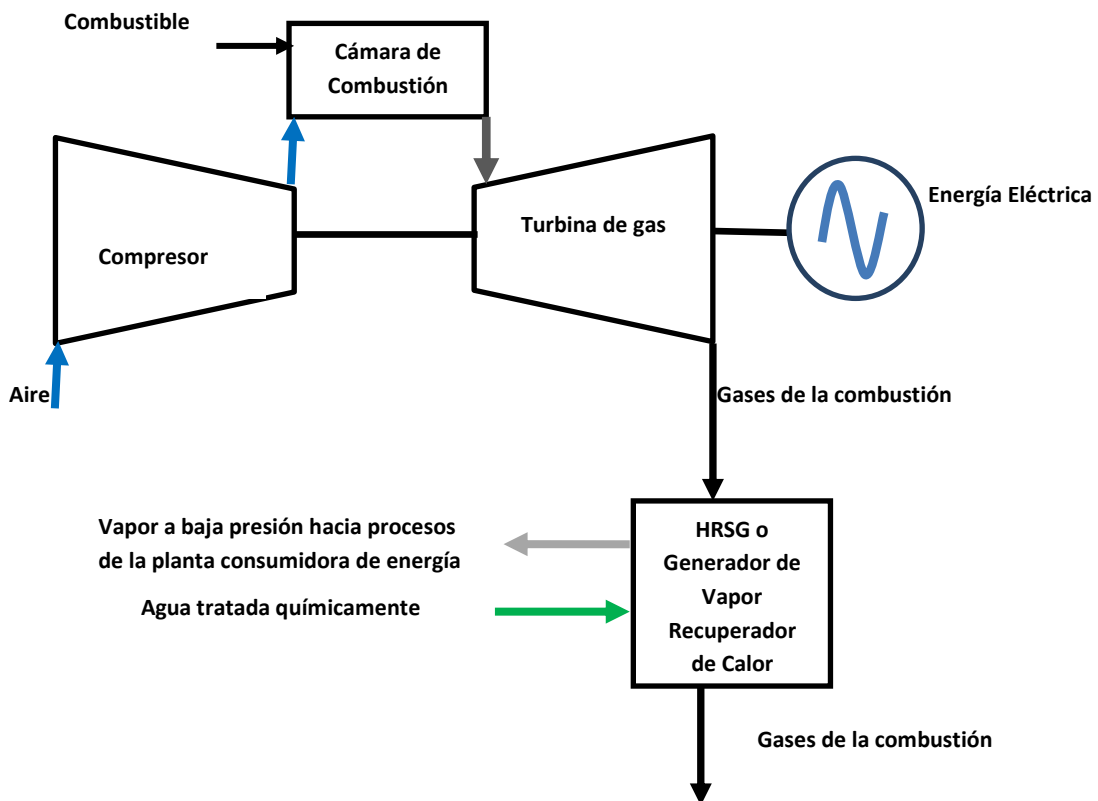 Combustible
Cámara de
Combustión
Energía Eléctrica
Turbina de gas
Compresor
Aire
Gases de la combustión
Vapor a baja presión hacia procesos
de la planta consumidora de energía
Agua tratada químicamente
HRSG o
Generador de
Vapor
Recuperador
de Calor
Gases de la combustión